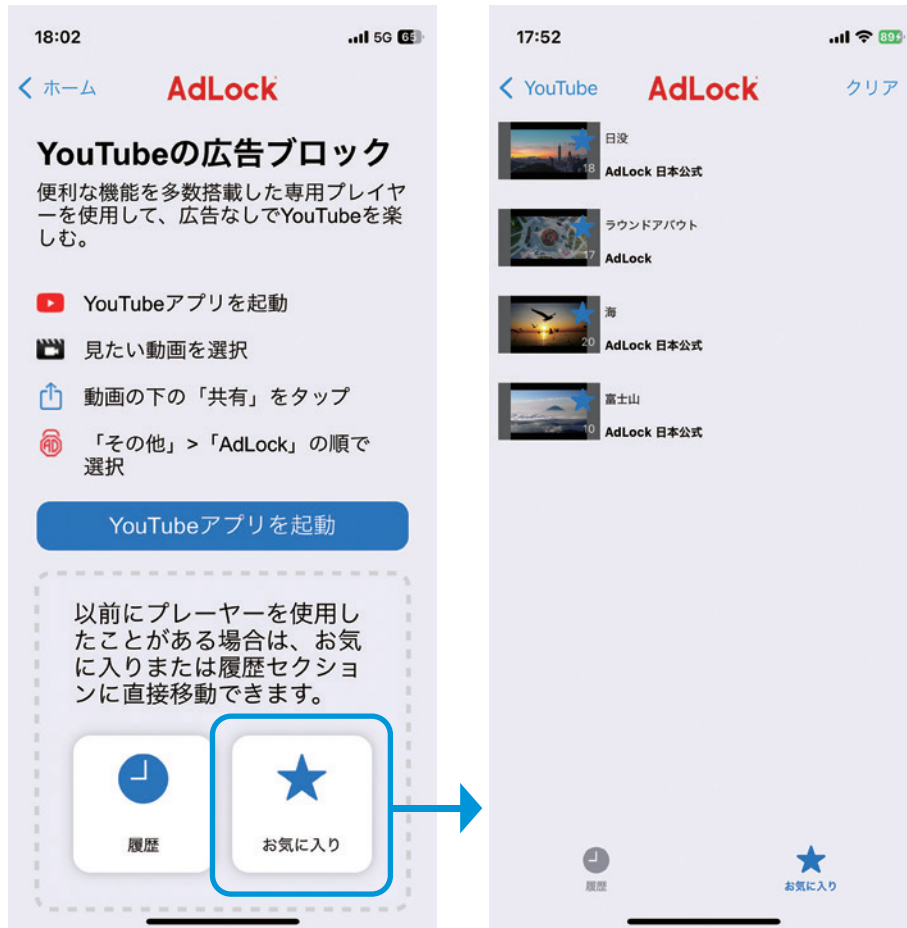 18:02
5G 65
ホーム
AdLock
YouTubeの広告ブロック
便利な機能を多数搭載した専用プレイヤ
ーを使用して、広告なしでYouTubeを楽
しむ。
YouTubeアプリを起動
見たい動画を選択
動画の下の「共有」をタップ
AD
「その他」>「AdLock」の順で
選択
YouTubeアプリを起動
以前にプレーヤーを使用し
たことがある場合は、お気
に入りまたは履歴セクショ
ンに直接移動できます。
履歴
お気に入り
17:52
89
YouTube
AdLock
クリア
日没
18
AdLock 日本公式
ラウンドアバウト
17
AdLock
海
20
AdLock 日本公式
富士山
10
AdLock 日本公式
履歴
お気に入り